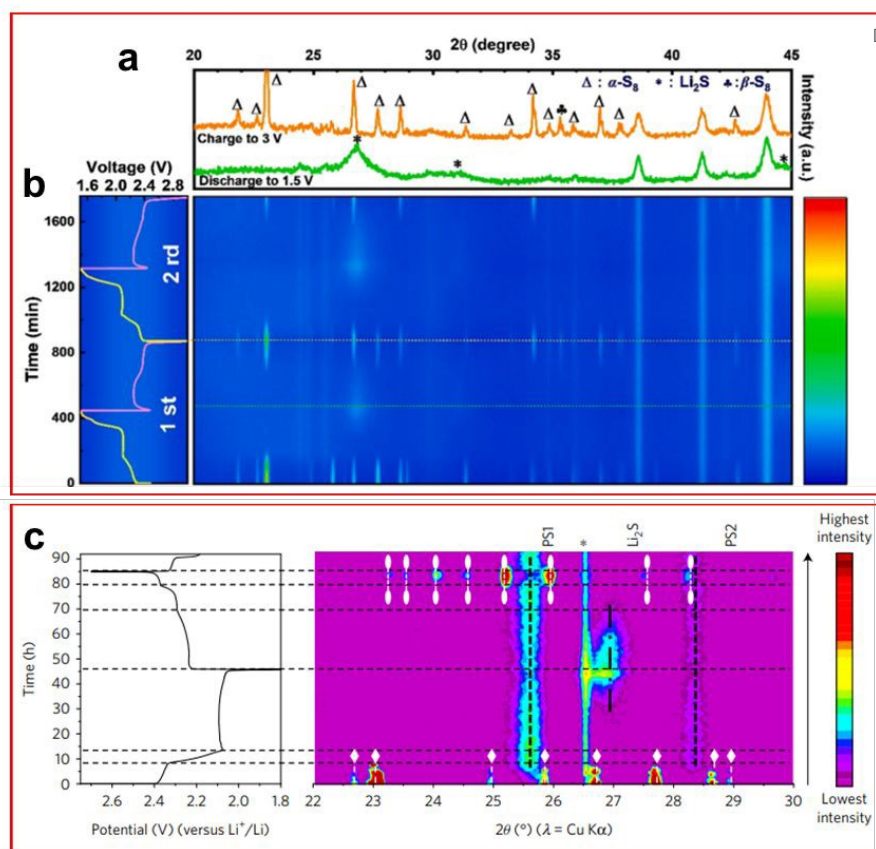 a
2θ (degree)
20 25 30 35 40 45
Δ : α-S8 * : Li2S ♣:β-S8
Δ Δ Δ Δ Δ Δ Δ Δ Δ Δ ♣ Δ Δ Δ Δ
Charge to 3 V
* * *
Discharge to 1.5 V
Intensity (a.u.)
b
Voltage (V)
1.6 2.0 2.4 2.8
Time (min)
1600
1200
800
400
0
2 rd
1 st
c
PS1 * Li2S PS2
Highest
intensity
Time (h)
90
80
70
60
50
40
30
20
10
0
2.6 2.4 2.2 2.0 1.8
Potential (V) (versus Li+/Li)
22 23 24 25 26 27 28 29 30
2θ (°) (λ = Cu Kα)
Lowest
intensity